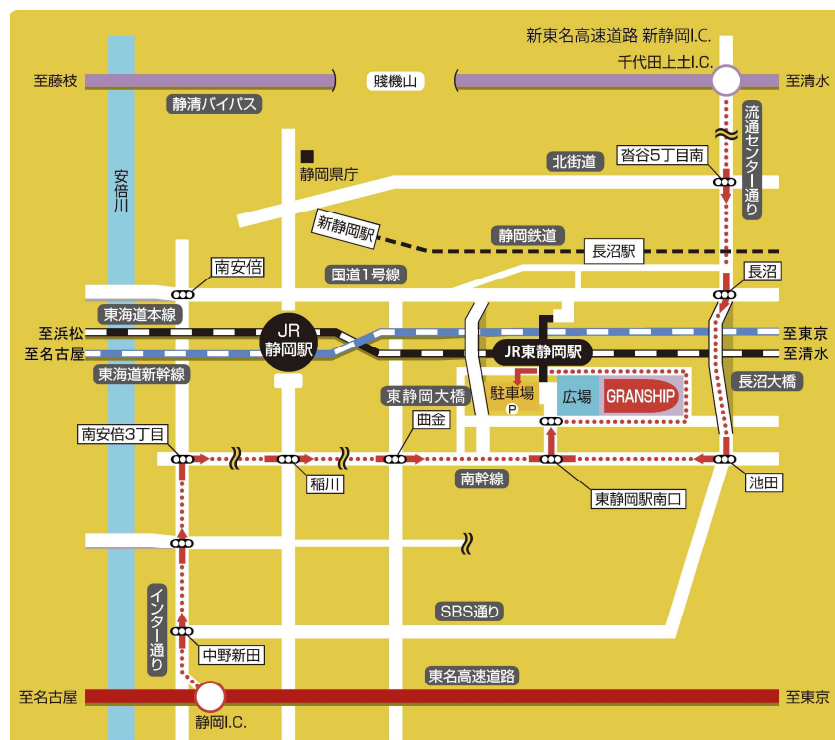 新東名高速道路 新静岡I.C.
千代田上土I.C.
至藤枝
賤機山
至清水
静清バイパス
流通センター通り
安倍川
静岡県庁
北街道
沓谷5丁目南
新静岡駅
静岡鉄道
長沼駅
南安倍
国道1号線
長沼
東海道本線
至浜松
JR
静岡駅
至東京
至名古屋
JR東静岡駅
至清水
東海道新幹線
東静岡大橋
駐車場
P
広場
GRANSHIP
長沼大橋
南安倍3丁目
曲金
稲川
南幹線
東静岡駅南口
池田
インター通り
SBS通り
中野新田
東名高速道路
至名古屋
至東京
静岡I.C.